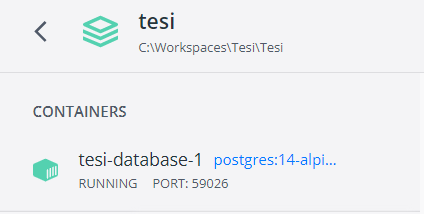 tesi
C:\Workspaces\Tesi\Tesi
CONTAINERS
tesi-database-1 postgres:14-alpi...
RUNNING PORT: 59026